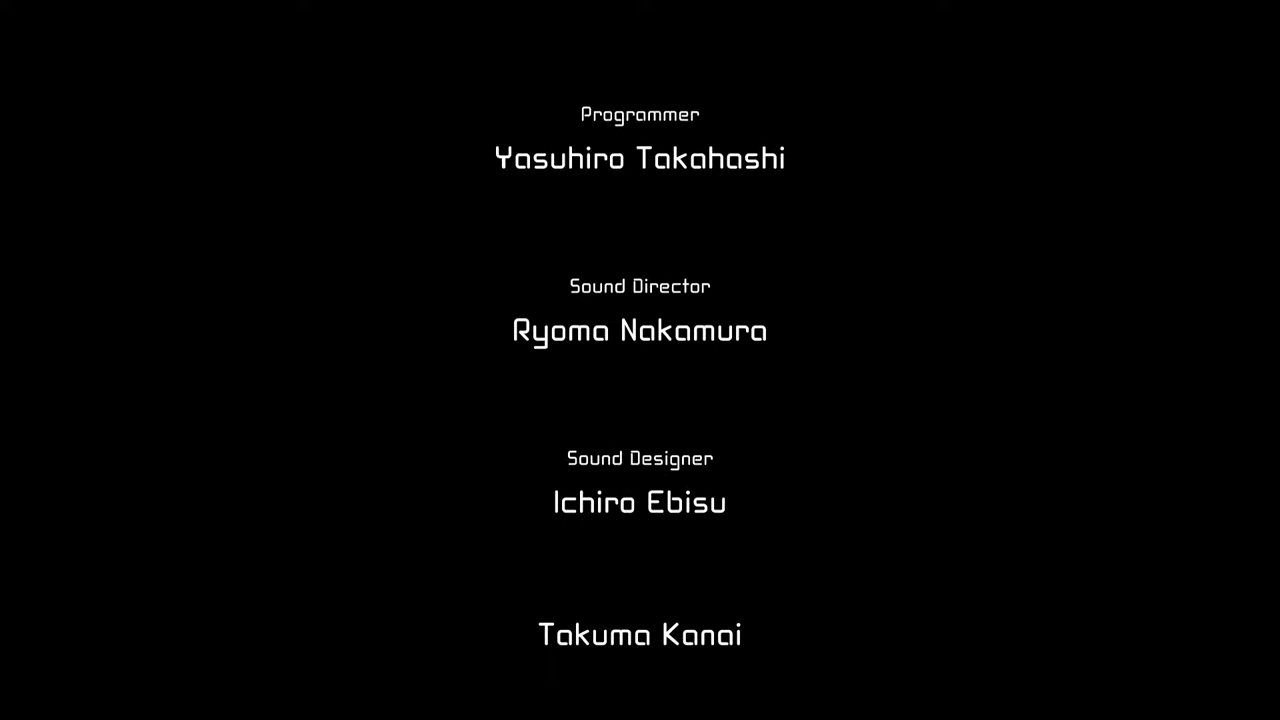 Programmer
Yasuhiro Takahashi
Sound Director
Ryoma Nakamura
Sound Designer
Ichiro Ebisu
Takuma Kanai